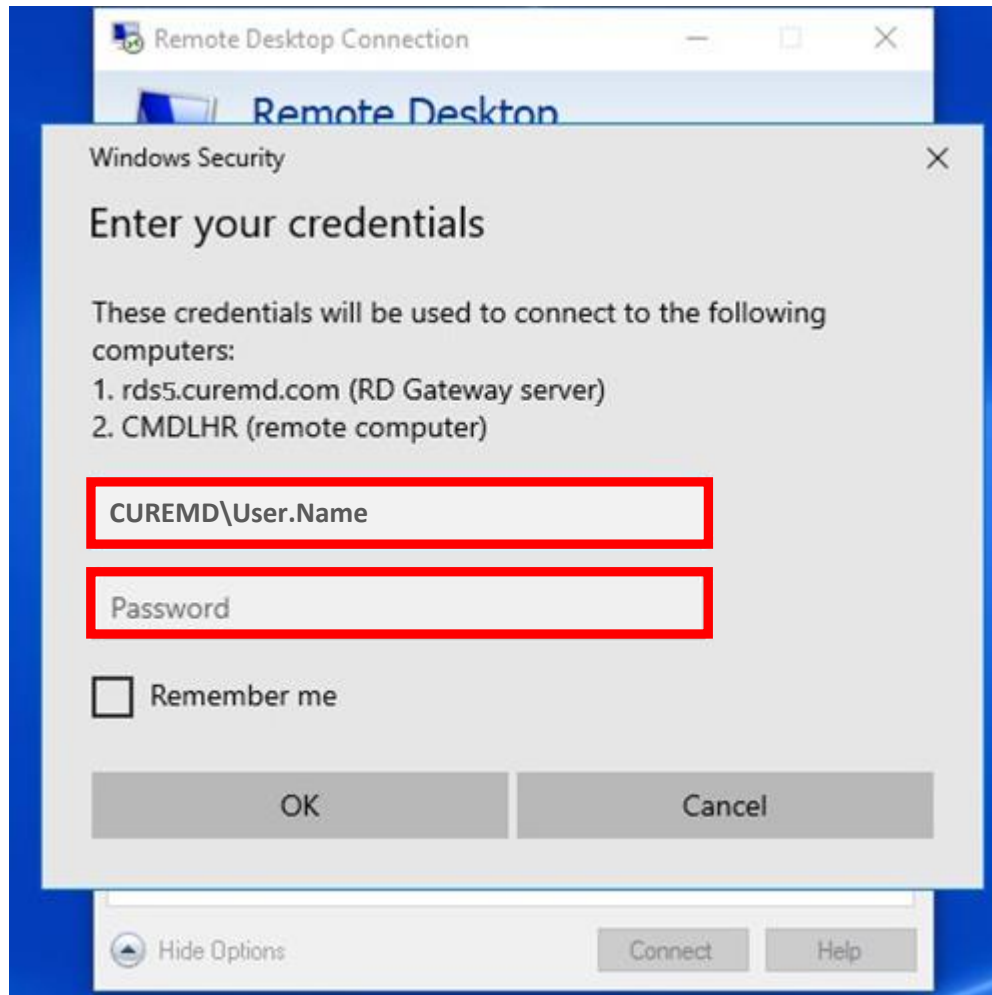 Remote Desktop Connection
Remote Desktop
Windows Security
Enter your credentials
These credentials will be used to connect to the following
computers:
1. rds5.curemd.com (RD Gateway server)
2. CMDLHR (remote computer)
CUREMD\User.Name
Password
Remember me
OK Cancel
Hide Options Connect Help